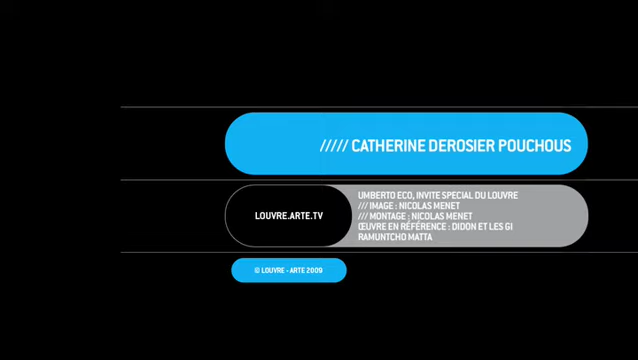 ///// CATHERINE DEROSIER POUCHOUS
LOUVRE.ARTE.TV
UMBERTO ECO, INVITE SPECIAL DU LOUVRE
/// IMAGE : NICOLAS MENET
/// MONTAGE : NICOLAS MENET
ŒUVRE EN RÉFÉRENCE : DIDON ET LES GI
RAMUNTCHO MATTA
© LOUVRE - ARTE 2009